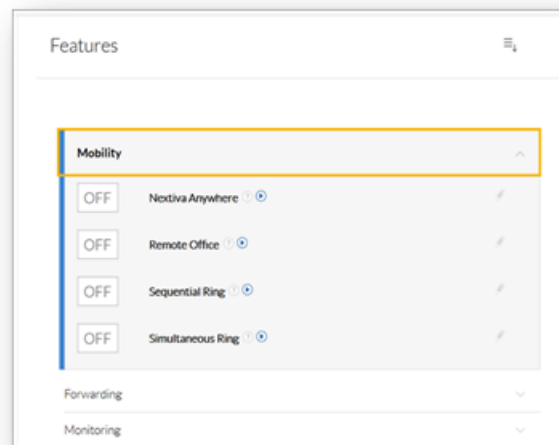 Features
Mobility
OFF Nextiva Anywhere ?
OFF Remote Office ?
OFF Sequential Ring ?
OFF Simultaneous Ring ?
Forwarding
Monitoring